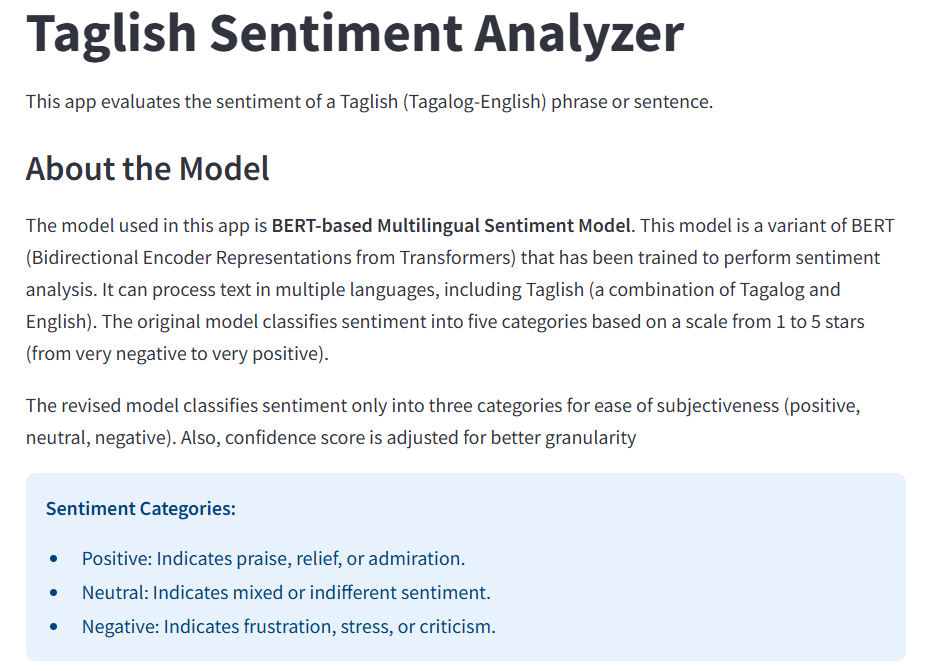 Taglish Sentiment Analyzer
This app evaluates the sentiment of a Taglish (Tagalog-English) phrase or sentence.
About the Model
The model used in this app is BERT-based Multilingual Sentiment Model. This model is a variant of BERT
(Bidirectional Encoder Representations from Transformers) that has been trained to perform sentiment
analysis. It can process text in multiple languages, including Taglish (a combination of Tagalog and
English). The original model classifies sentiment into five categories based on a scale from 1 to 5 stars
(from very negative to very positive).
The revised model classifies sentiment only into three categories for ease of subjectiveness (positive,
neutral, negative). Also, confidence score is adjusted for better granularity
Sentiment Categories:
• Positive: Indicates praise, relief, or admiration.
• Neutral: Indicates mixed or indifferent sentiment.
• Negative: Indicates frustration, stress, or criticism.